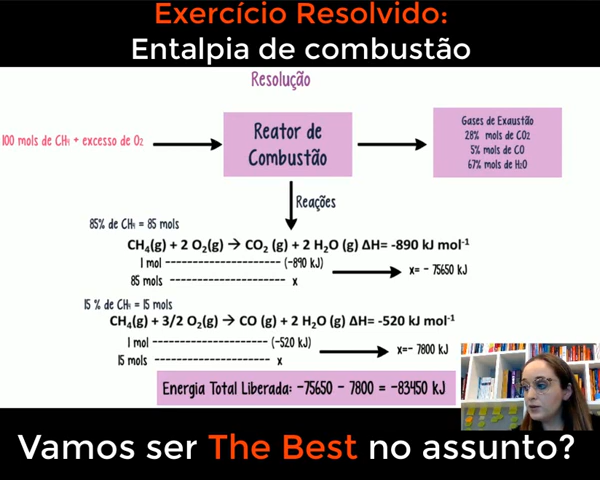 Exercício Resolvido:
Entalpia de combustão
Resolução
100 mols de CH₄ + excesso de O₂
Reator de
Combustão
Gases de Exaustão
28% mols de CO₂
5% mols de CO
67% mols de H₂O
Reações
85% de CH₄ = 85 mols
CH₄(g) + 2 O₂(g) → CO₂ (g) + 2 H₂O (g) ΔH= -890 kJ mol⁻¹
1 mol ---------------------- (-890 kJ)
85 mols ---------------------- x
x= - 75650 kJ
15 % de CH₄ = 15 mols
CH₄(g) + 3/2 O₂(g) → CO (g) + 2 H₂O (g) ΔH= -520 kJ mol⁻¹
1 mol ---------------------- (-520 kJ)
15 mols ---------------------- x
x=- 7800 kJ
Energia Total Liberada: -75650 - 7800 = -83450 kJ
Vamos ser The Best no assunto?